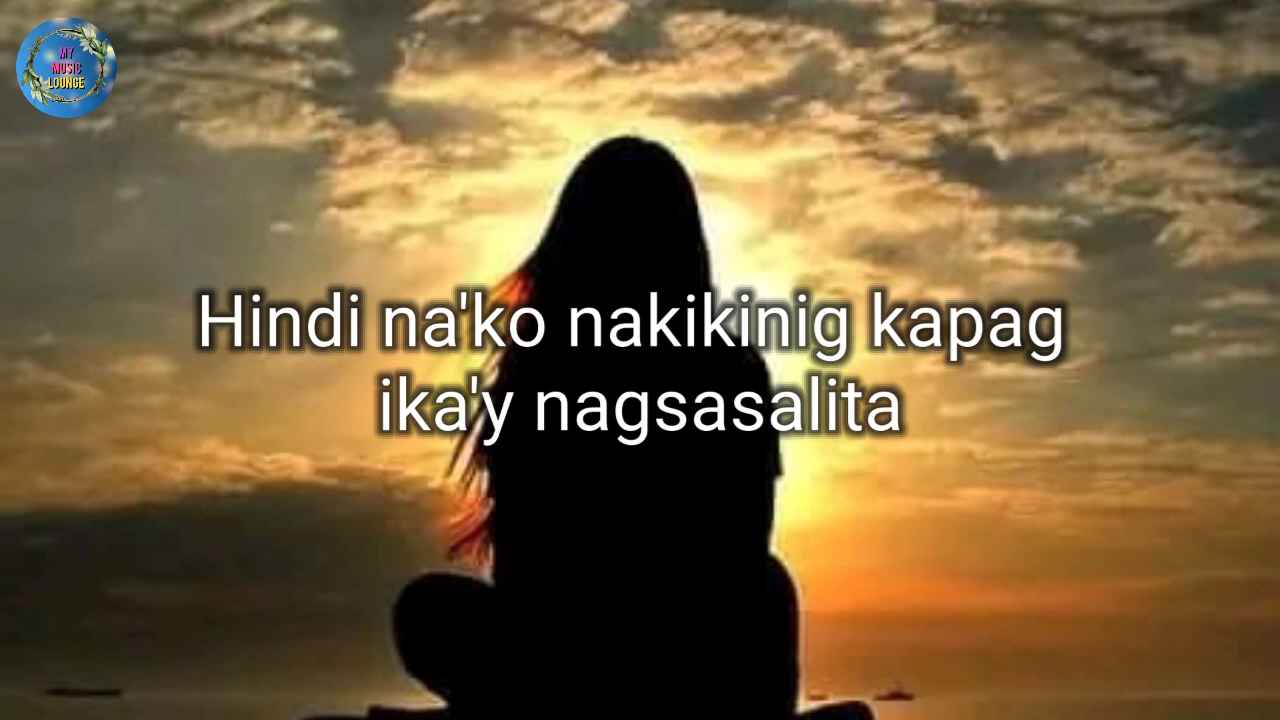 MY
MUSIC
LOUNGE
Hindi na'ko nakikinig kapag
ika'y nagsasalita